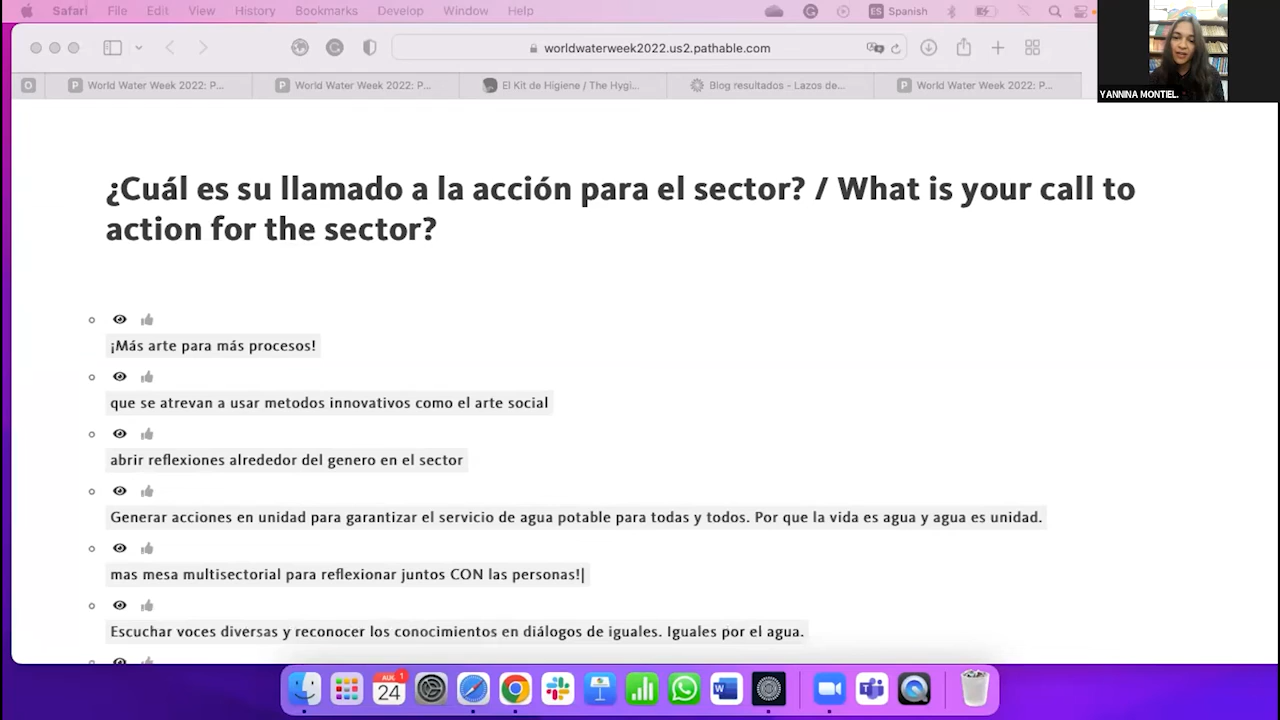 Safari File Edit View History Bookmarks Develop Window Help ES Spanish
worldwaterweek2022.us2.pathable.com
World Water Week 2022: P... World Water Week 2022: P... El Kit de Higiene / The Hygi... Blog resultados - Lazos de... World Water Week 2022: P...
YANNINA MONTIEL.
¿Cuál es su llamado a la acción para el sector? / What is your call to
action for the sector?
¡Más arte para más procesos!
que se atrevan a usar metodos innovativos como el arte social
abrir reflexiones alrededor del genero en el sector
Generar acciones en unidad para garantizar el servicio de agua potable para todas y todos. Por que la vida es agua y agua es unidad.
mas mesa multisectorial para reflexionar juntos CON las personas!
Escuchar voces diversas y reconocer los conocimientos en diálogos de iguales. Iguales por el agua.
AUG 1
24